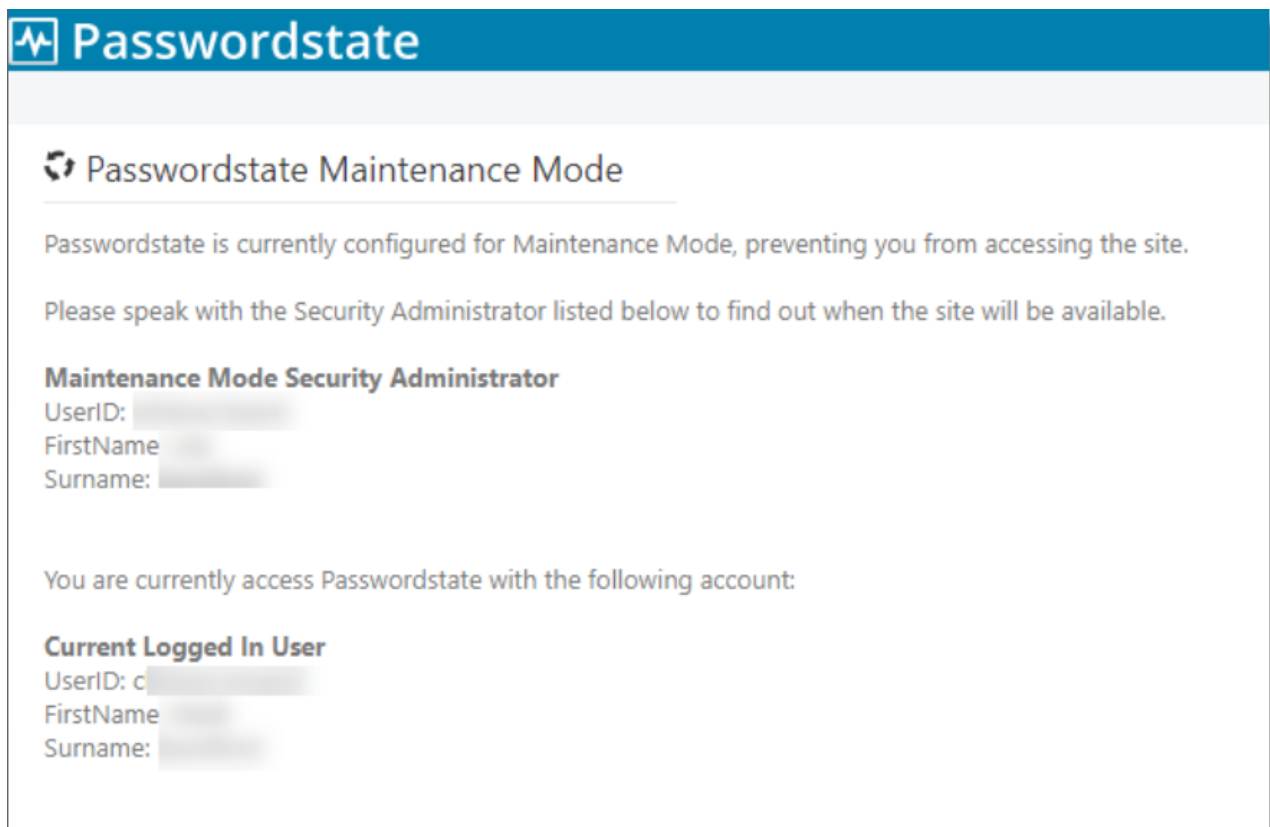 Passwordstate
Passwordstate Maintenance Mode
Passwordstate is currently configured for Maintenance Mode, preventing you from accessing the site.
Please speak with the Security Administrator listed below to find out when the site will be available.
Maintenance Mode Security Administrator
UserID:
FirstName
Surname:
You are currently access Passwordstate with the following account:
Current Logged In User
UserID: c
FirstName
Surname: